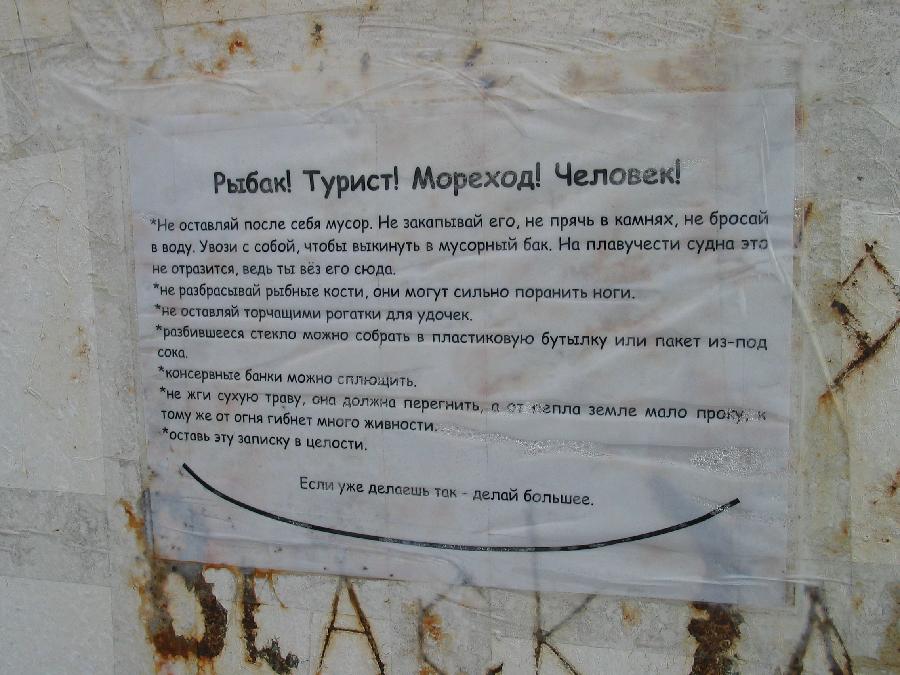 Рыбак! Турист! Мореход! Человек!
*Не оставляй после себя мусор. Не закапывай его, не прячь в камнях, не бросай
в воду. Увози с собой, чтобы выкинуть в мусорный бак. На плавучести судна это
не отразится, ведь ты вёз его сюда.
*не разбрасывай рыбные кости, они могут сильно поранить ноги.
*не оставляй торчащими рогатки для удочек.
*разбившееся стекло можно собрать в пластиковую бутылку или пакет из-под
сока.
*консервные банки можно сплющить.
*не жги сухую траву, она должна перегнить, а от пепла земле мало проку, к
тому же от огня гибнет много живности.
*оставь эту записку в целости.
Если уже делаешь так - делай большее.